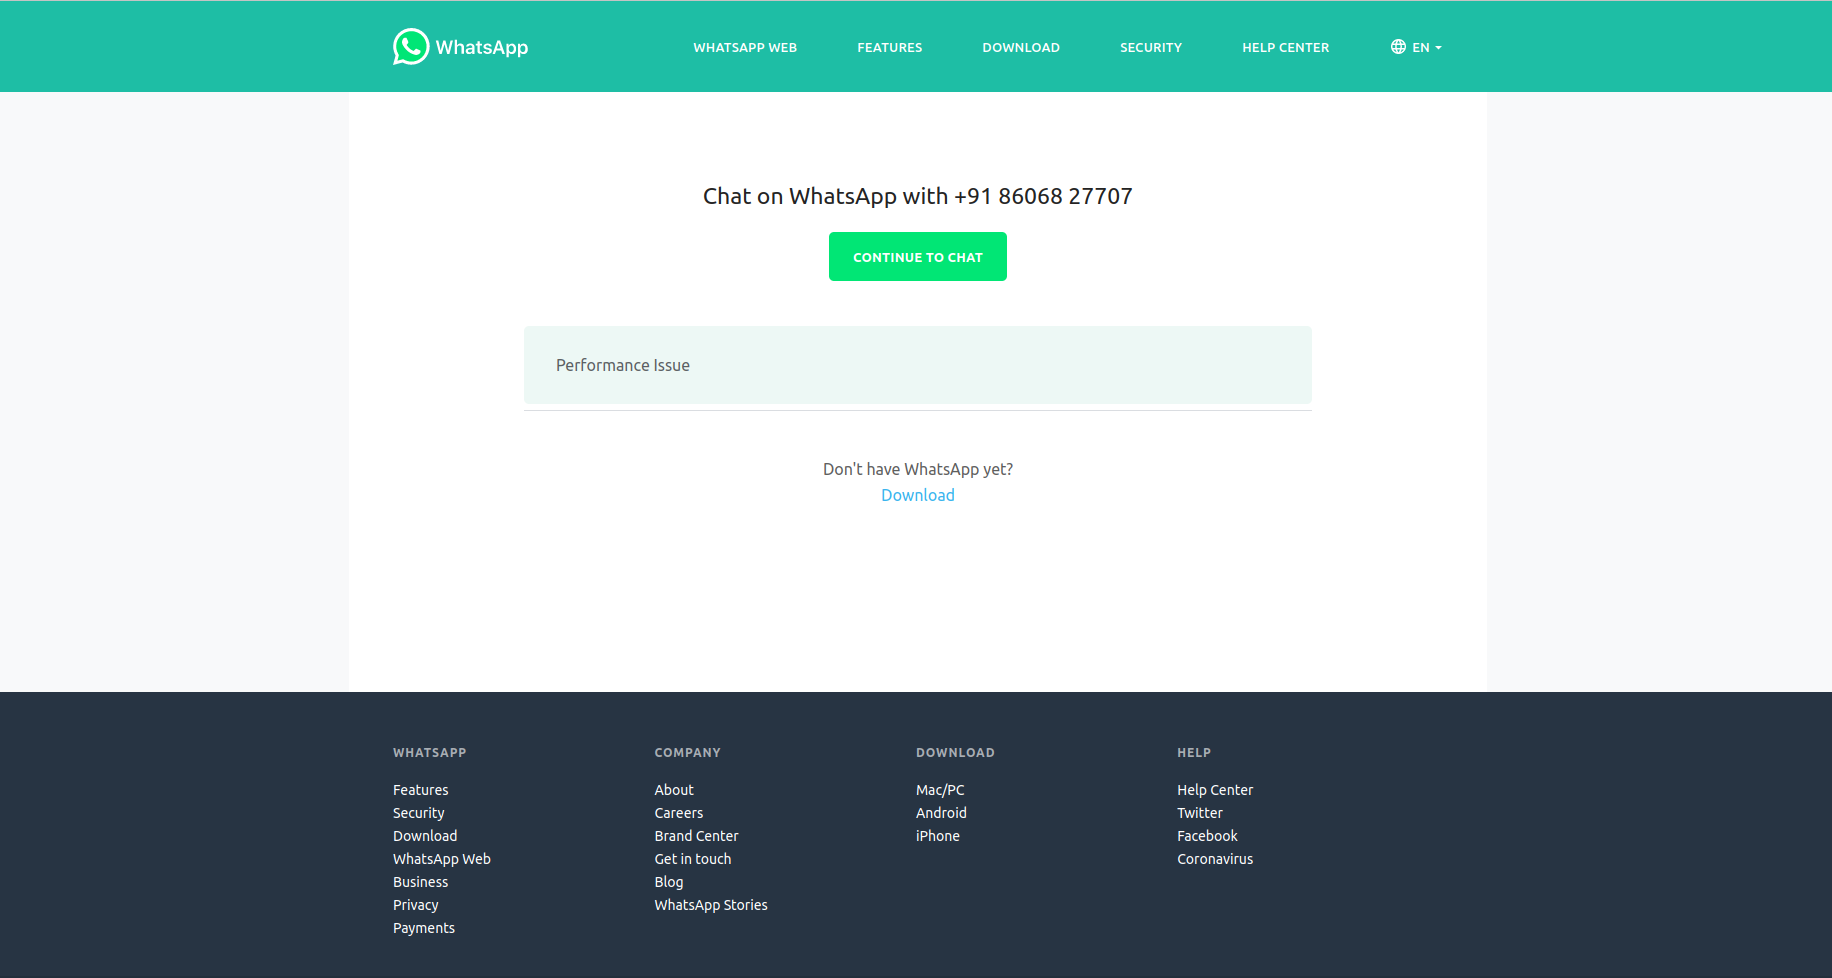 WhatsApp
WHATSAPP WEB
FEATURES
DOWNLOAD
SECURITY
HELP CENTER
EN
Chat on WhatsApp with +91 86068 27707
CONTINUE TO CHAT
Performance Issue
Don't have WhatsApp yet?
Download
WHATSAPP
Features
Security
Download
WhatsApp Web
Business
Privacy
Payments
COMPANY
About
Careers
Brand Center
Get in touch
Blog
WhatsApp Stories
DOWNLOAD
Mac/PC
Android
iPhone
HELP
Help Center
Twitter
Facebook
Coronavirus